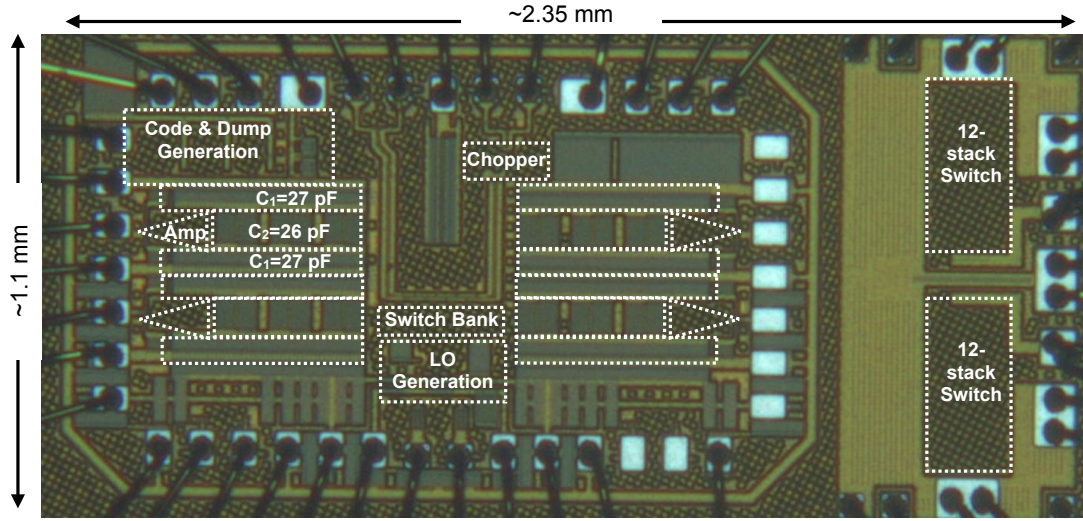 ~2.35 mm
~1.1 mm
Code & Dump
Generation
Chopper
12-
stack
Switch
C₁=27 pF
Amp
C₂=26 pF
C₁=27 pF
Switch Bank
LO
Generation
12-
stack
Switch